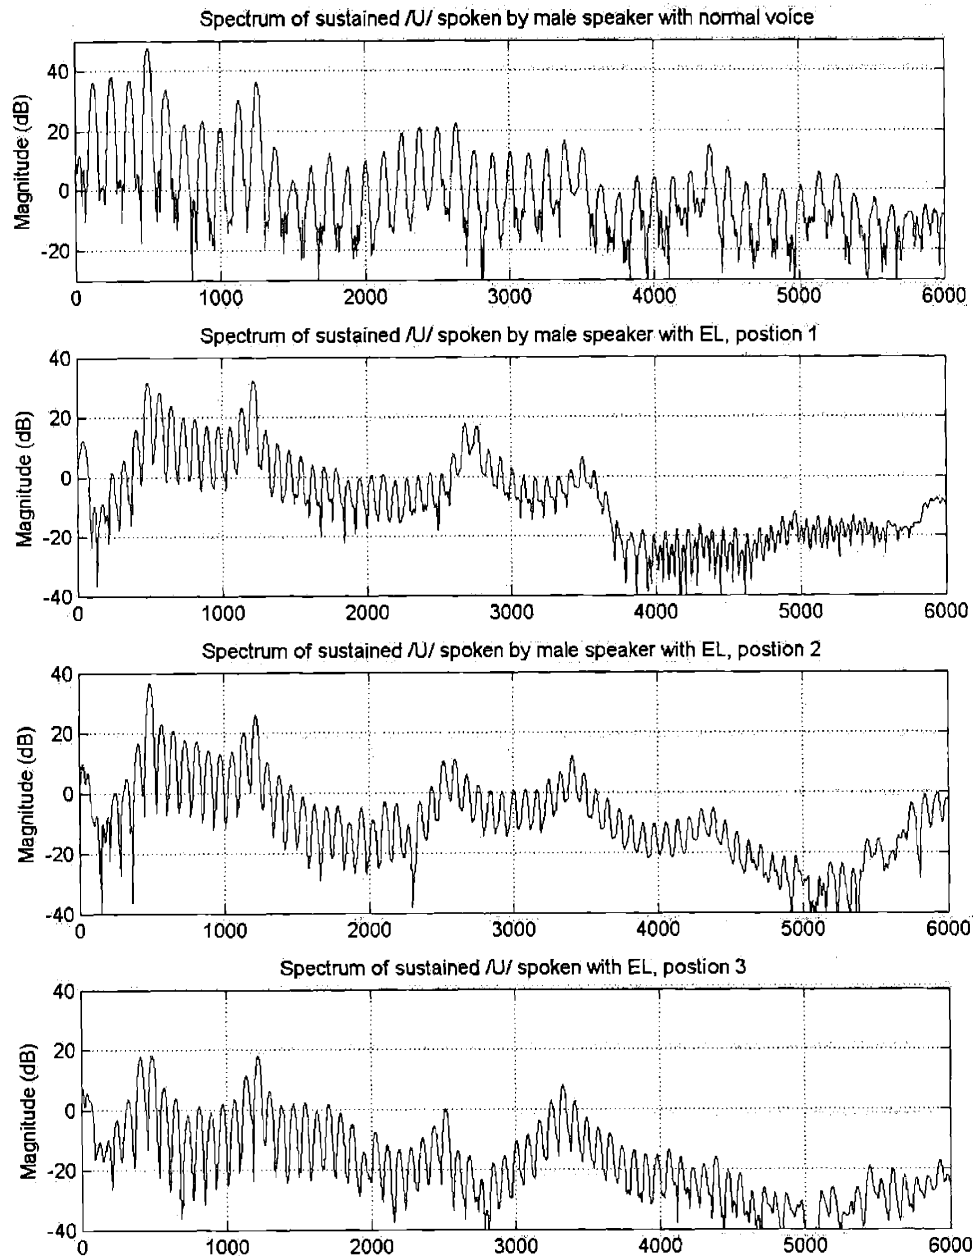 Spectrum of sustained /U/ spoken by male speaker with normal voice
Magnitude (dB)
40
20
0
-20
0 1000 2000 3000 4000 5000 6000
Spectrum of sustained /U/ spoken by male speaker with EL, postion 1
Magnitude (dB)
40
20
0
-20
-40
0 1000 2000 3000 4000 5000 6000
Spectrum of sustained /U/ spoken by male speaker with EL, postion 2
Magnitude (dB)
40
20
0
-20
-40
0 1000 2000 3000 4000 5000 6000
Spectrum of sustained /U/ spoken with EL, postion 3
Magnitude (dB)
40
20
0
-20
-40
0 1000 2000 3000 4000 5000 6000